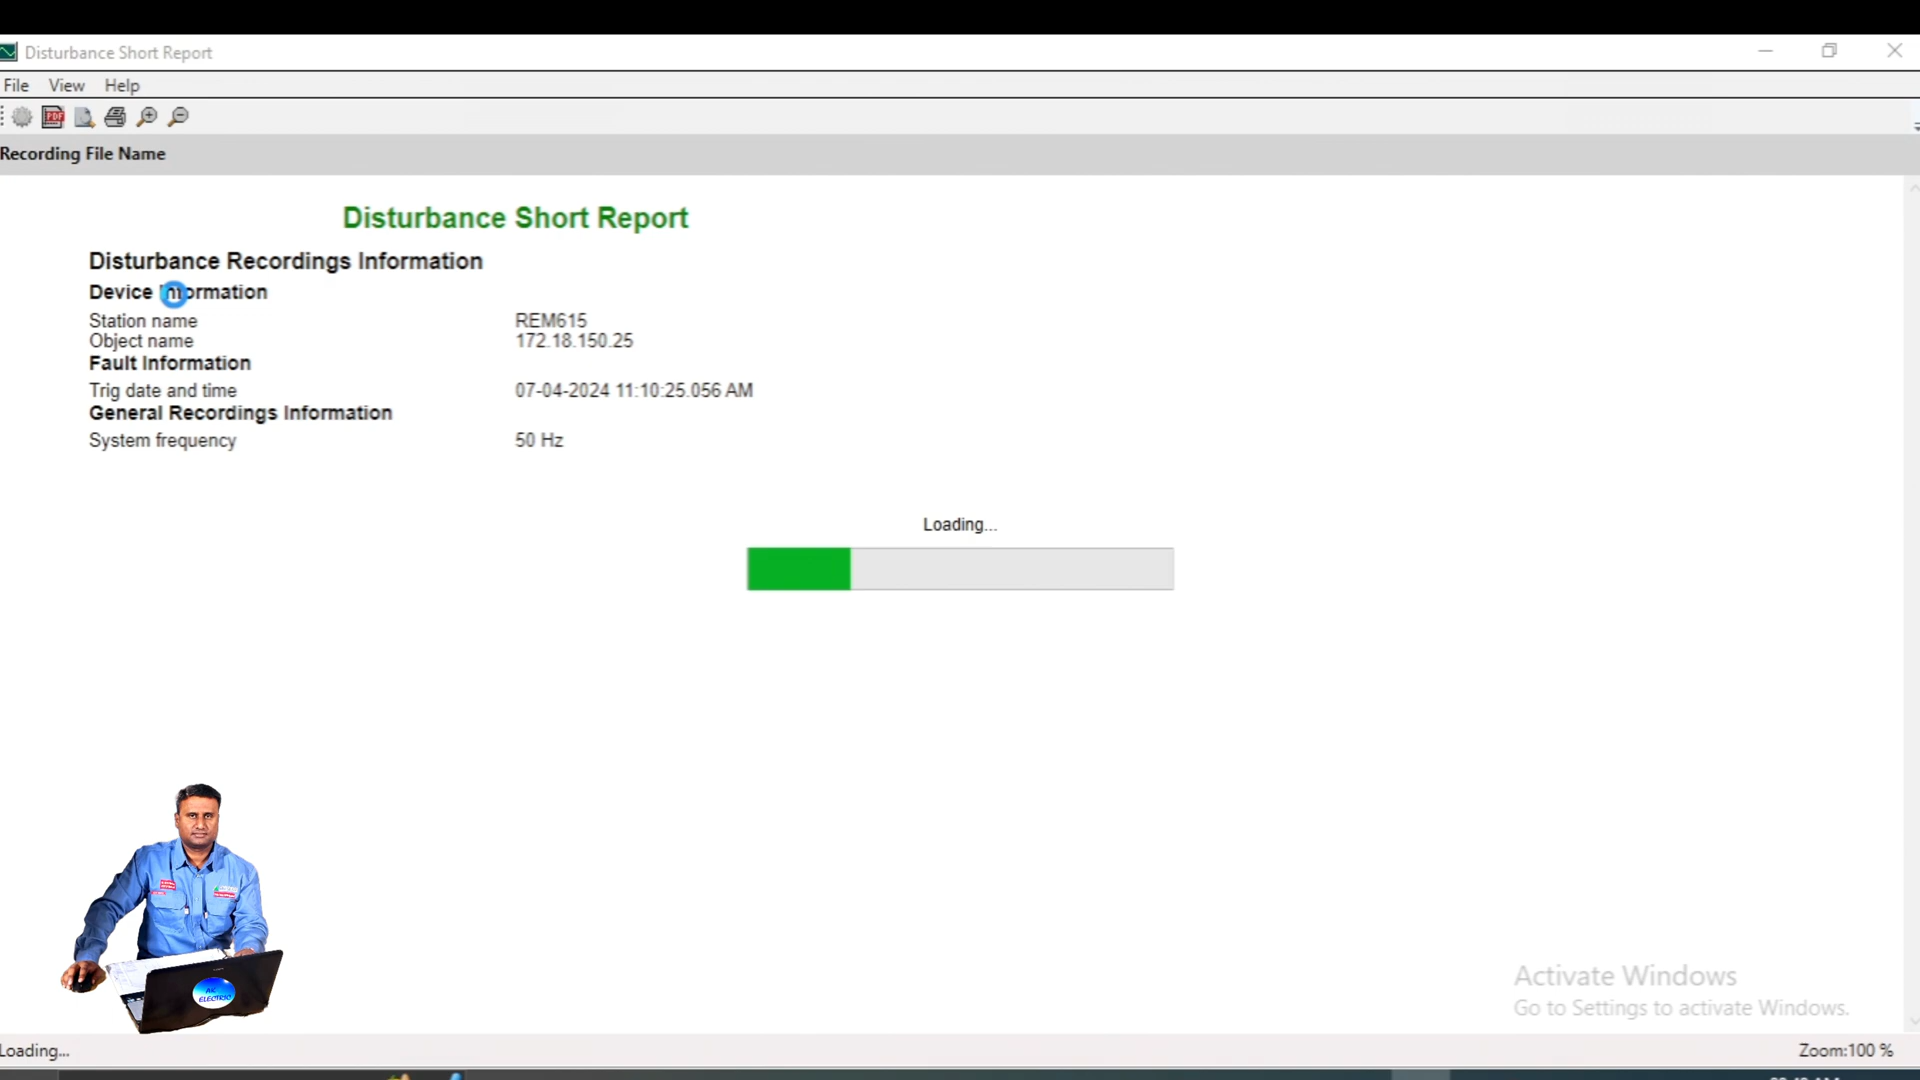 Disturbance Short Report
File View Help
PDF
Recording File Name
Disturbance Short Report
Disturbance Recordings Information
Device Information
Station name REM615
Object name 172.18.150.25
Fault Information
Trig date and time 07-04-2024 11:10:25.056 AM
General Recordings Information
System frequency 50 Hz
Loading...
AK
ELECTRIC
Activate Windows
Go to Settings to activate Windows.
Loading...
Zoom:100 %